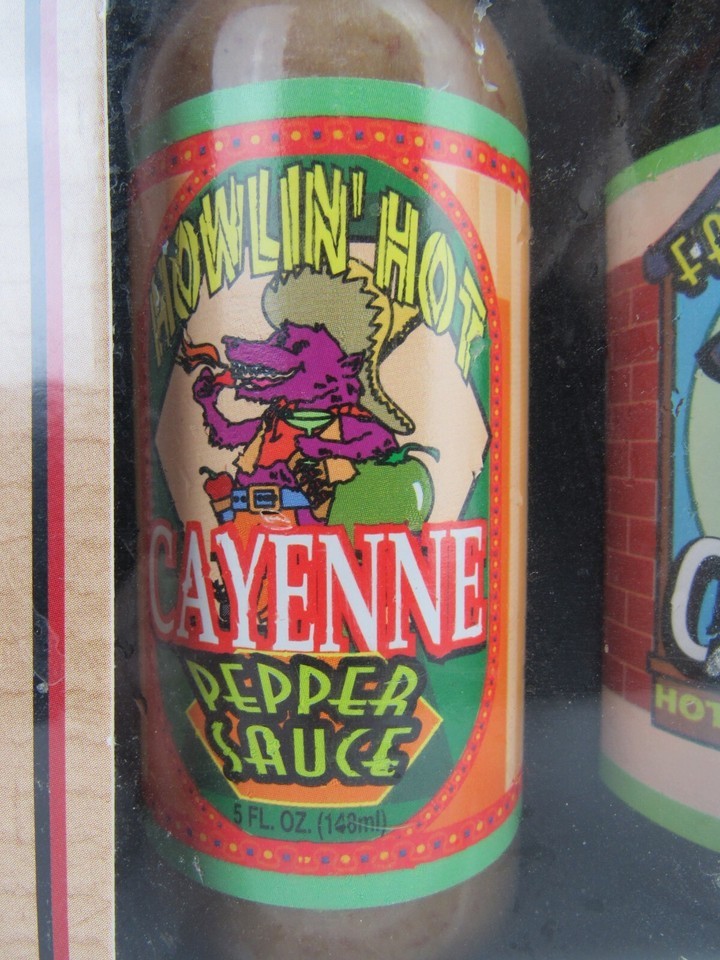 HOWLIN' HOT
CAYENNE
PEPPER
SAUCE
5 FL. OZ. (148ml)
HOT